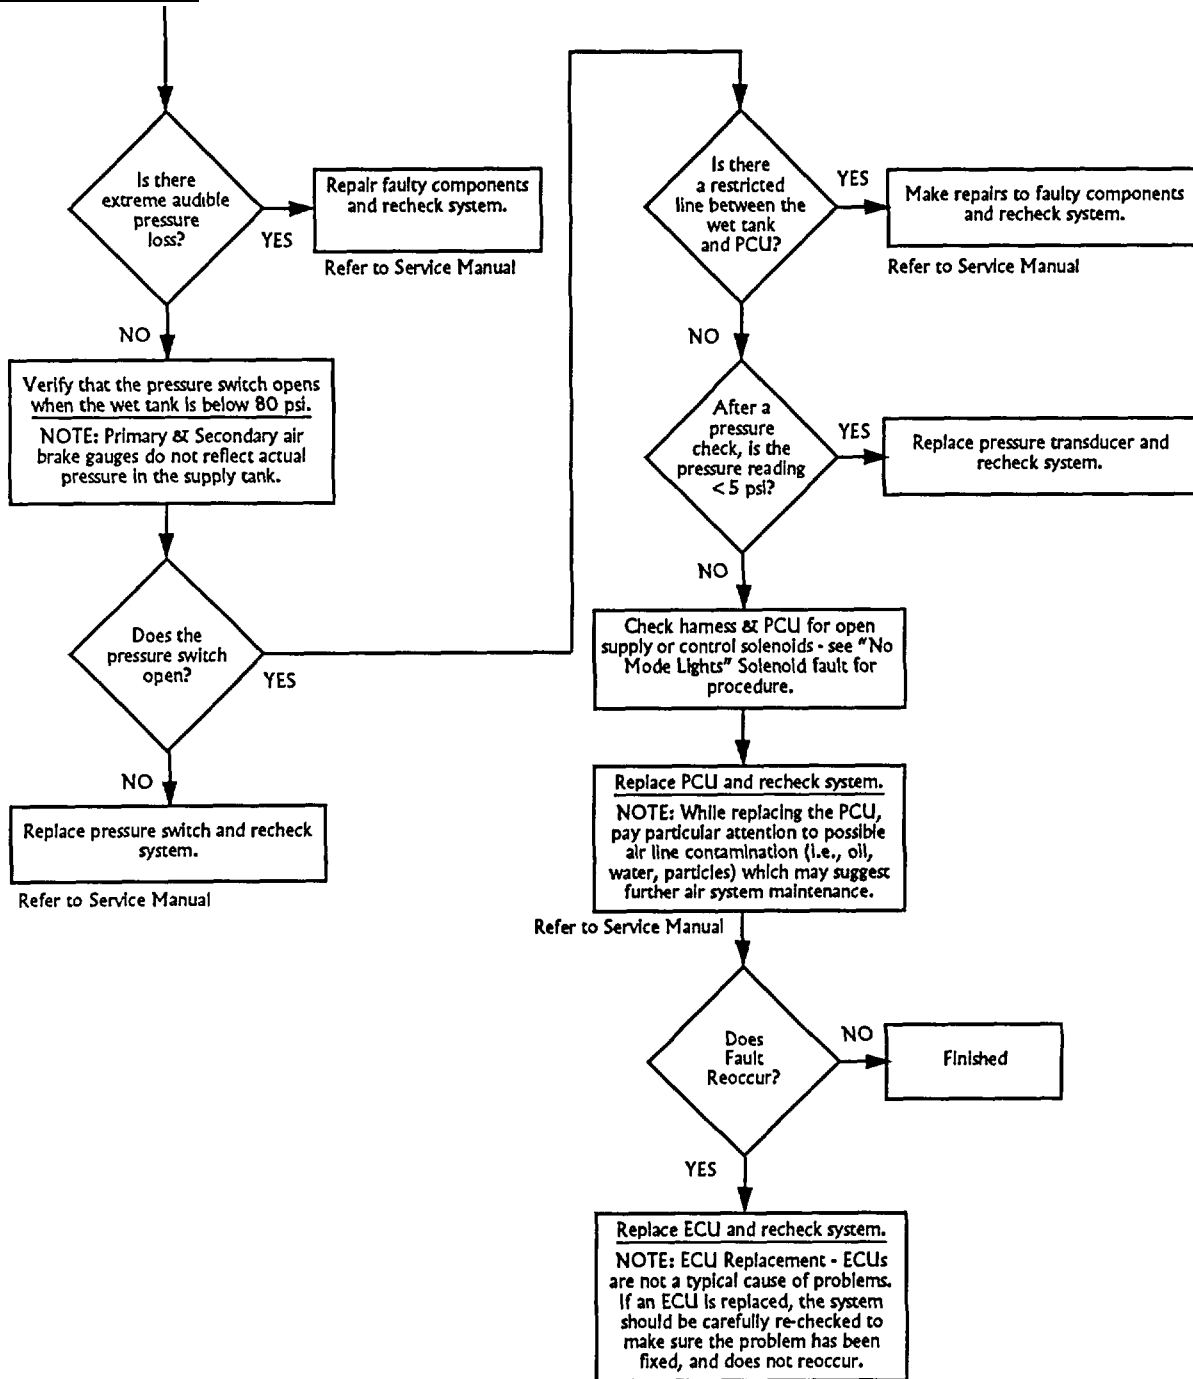 Is there
extreme audible
pressure
loss?
YES
Repair faulty components
and recheck system.
Refer to Service Manual
NO
Verify that the pressure switch opens
when the wet tank is below 80 psi.
NOTE: Primary & Secondary air
brake gauges do not reflect actual
pressure in the supply tank.
Does the
pressure switch
open?
YES
NO
Replace pressure switch and recheck
system.
Refer to Service Manual
Is there
a restricted
line between the
wet tank
and PCU?
YES
Make repairs to faulty components
and recheck system.
Refer to Service Manual
NO
After a
pressure
check, is the
pressure reading
< 5 psi?
YES
Replace pressure transducer and
recheck system.
NO
Check harness & PCU for open
supply or control solenoids - see "No
Mode Lights" Solenoid fault for
procedure.
Replace PCU and recheck system.
NOTE: While replacing the PCU,
pay particular attention to possible
air line contamination (i.e., oil,
water, particles) which may suggest
further air system maintenance.
Refer to Service Manual
Does
Fault
Reoccur?
NO
Finished
YES
Replace ECU and recheck system.
NOTE: ECU Replacement - ECUs
are not a typical cause of problems.
If an ECU is replaced, the system
should be carefully re-checked to
make sure the problem has been
fixed, and does not reoccur.